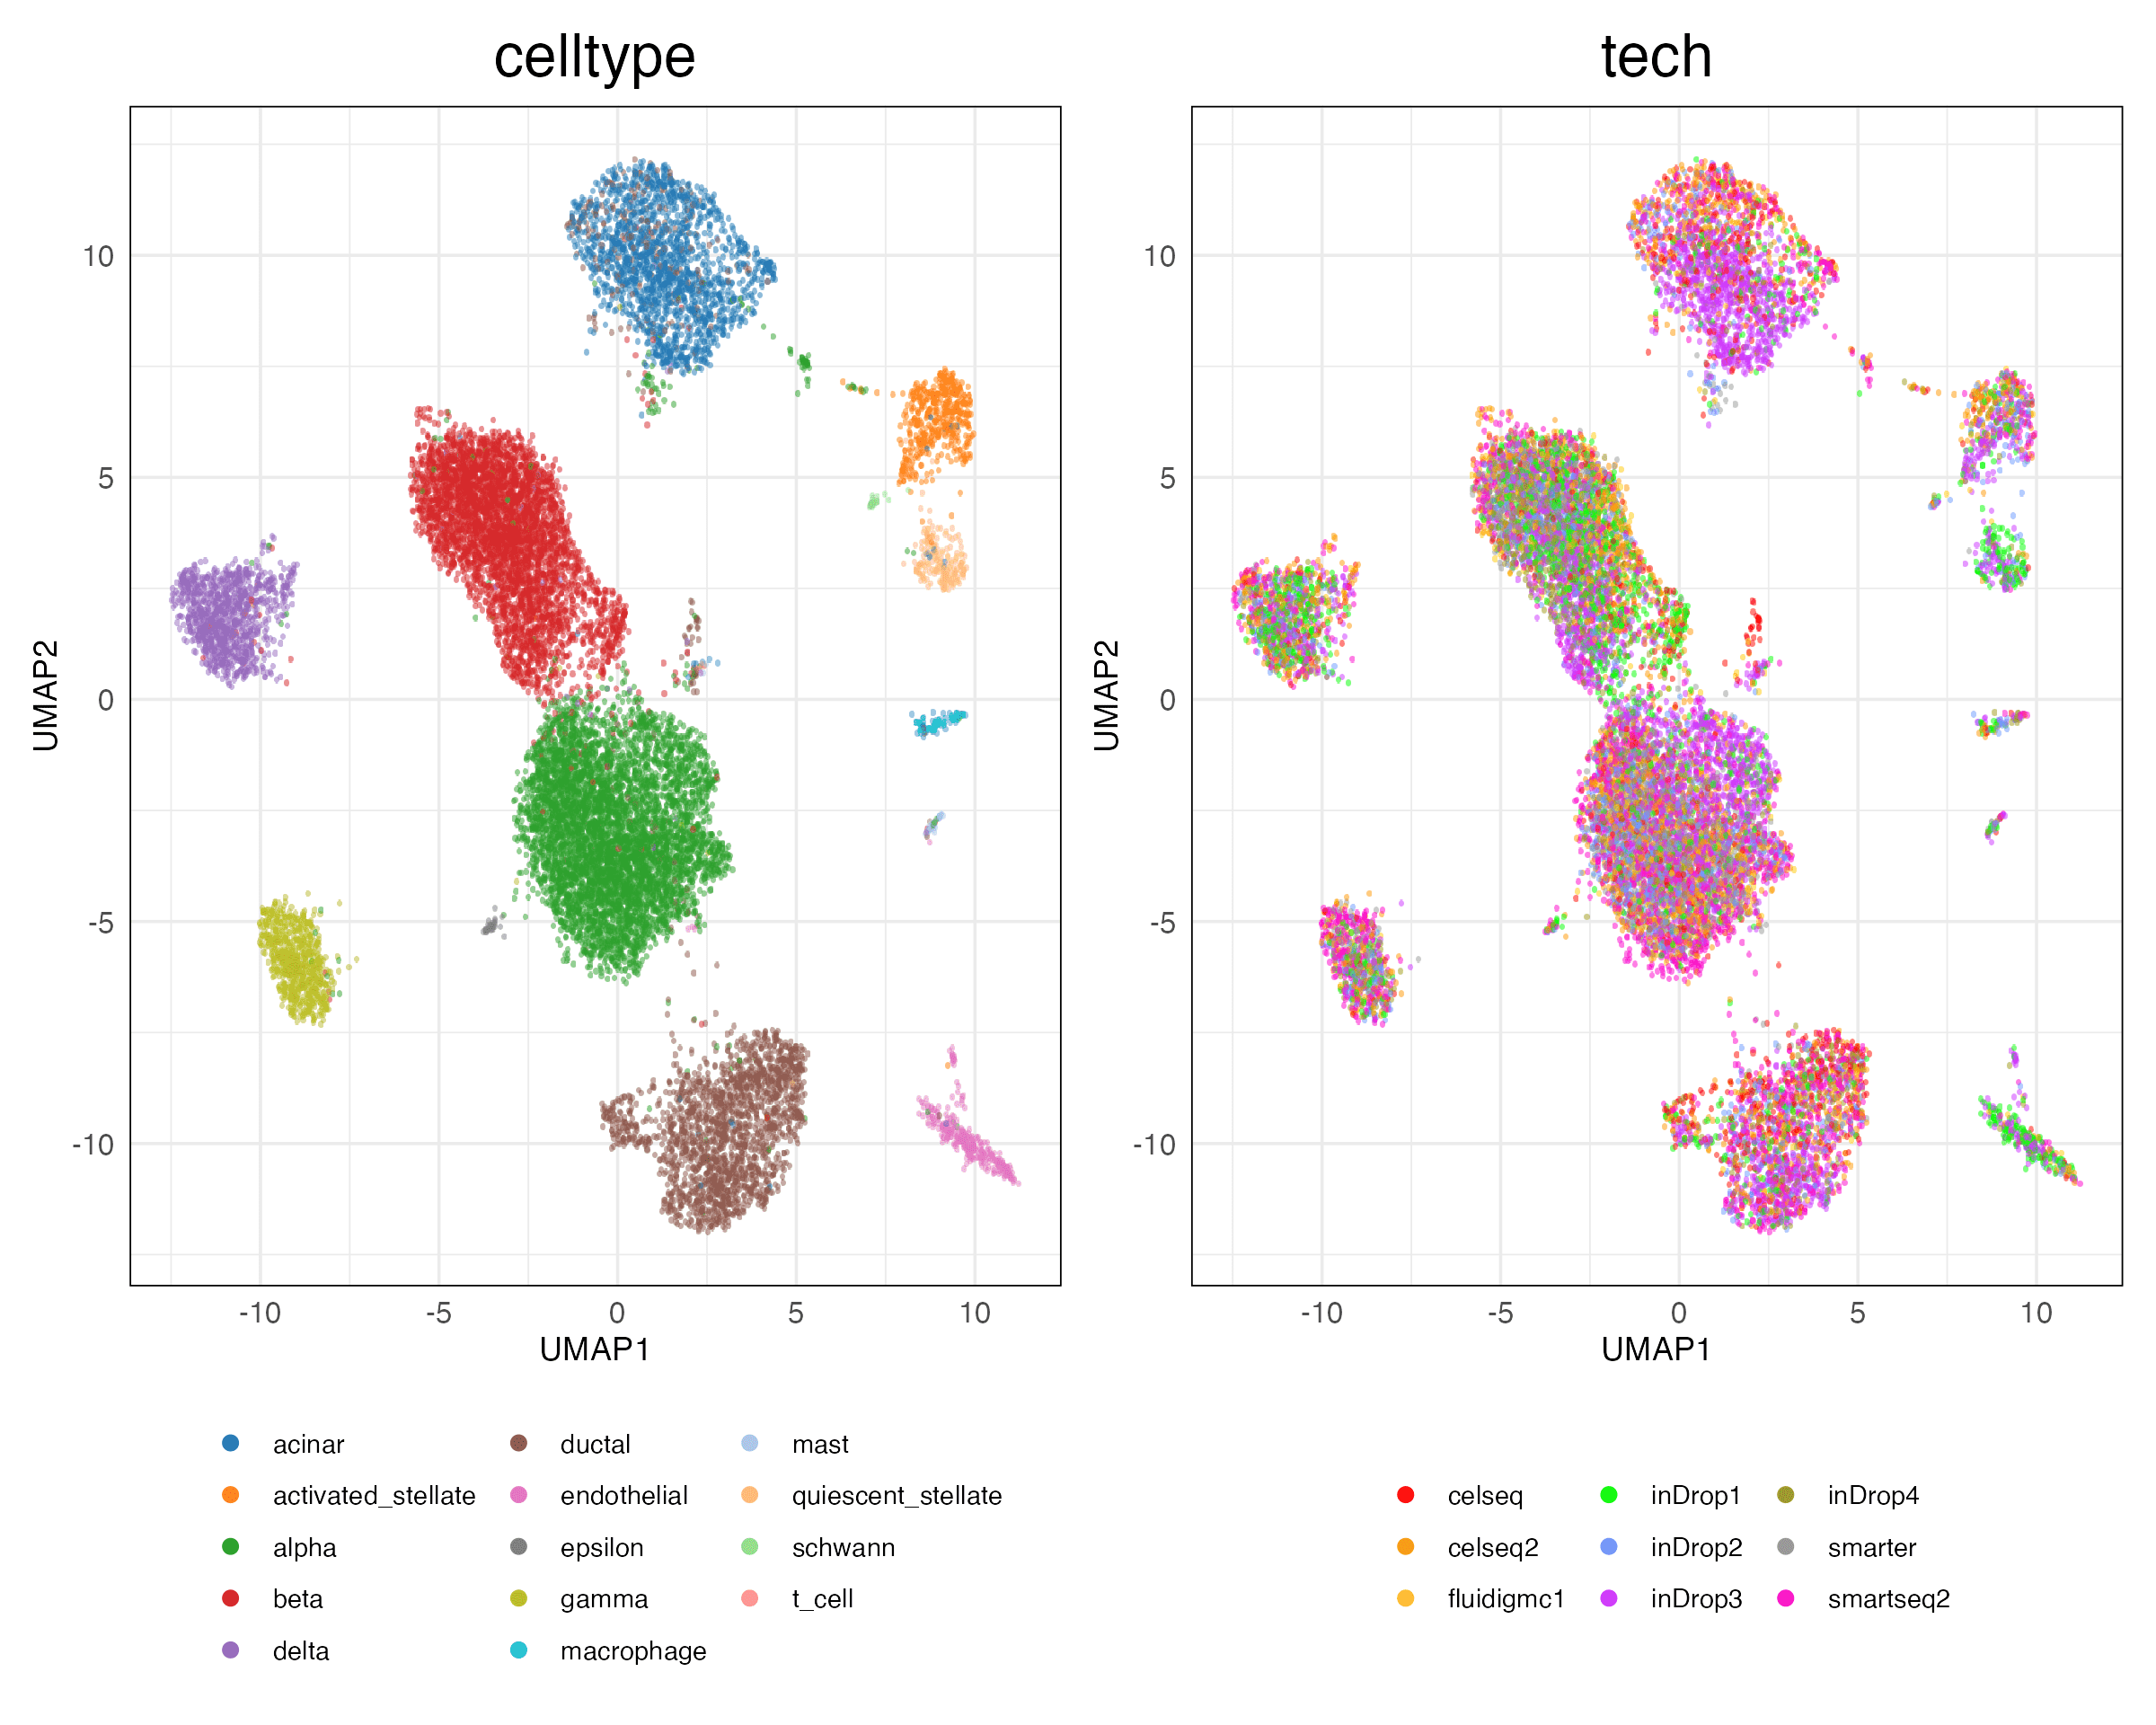 celltype
tech
10
5
0
-5
-10
UMAP2
-10
-5
0
5
10
UMAP1
10
5
0
-5
-10
UMAP2
-10
-5
0
5
10
UMAP1
acinar
activated_stellate
alpha
beta
delta
ductal
endothelial
epsilon
gamma
macrophage
mast
quiescent_stellate
schwann
t_cell
celseq
celseq2
fluidigmc1
inDrop1
inDrop2
inDrop3
inDrop4
smarter
smartseq2